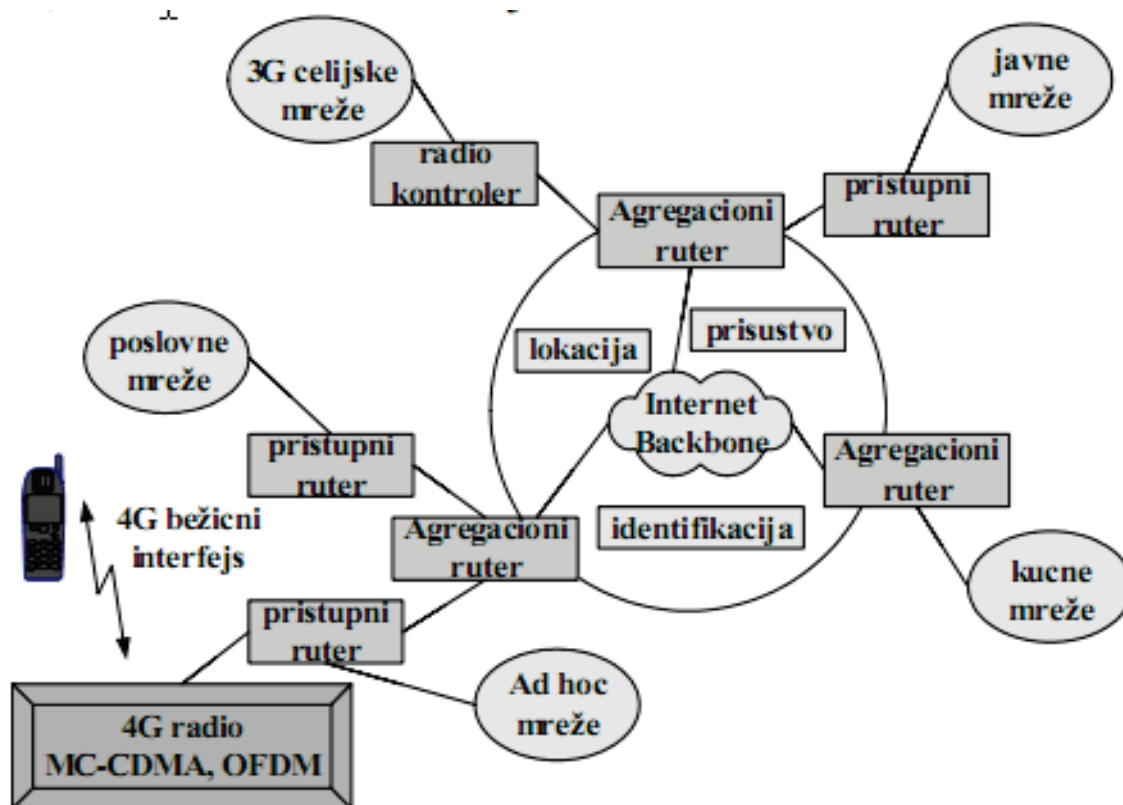 3G celijske
mreže
javne
mreže
radio
kontroler
pristupni
ruter
Agregacioni
ruter
lokacija
prisustvo
poslovne
mreže
Internet
Backbone
pristupni
ruter
Agregacioni
ruter
4G bežicni
interfejs
Agregacioni
ruter
identifikacija
kucne
mreže
pristupni
ruter
Ad hoc
mreže
4G radio
MC-CDMA, OFDM